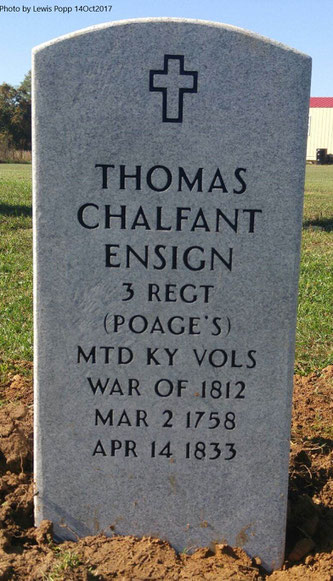 Photo by Lewis Popp 14Oct2017
THOMAS
CHALFANT
ENSIGN
3 REGT
(POAGE'S)
MTD KY VOLS
WAR OF 1812
MAR 2 1758
APR 14 1833